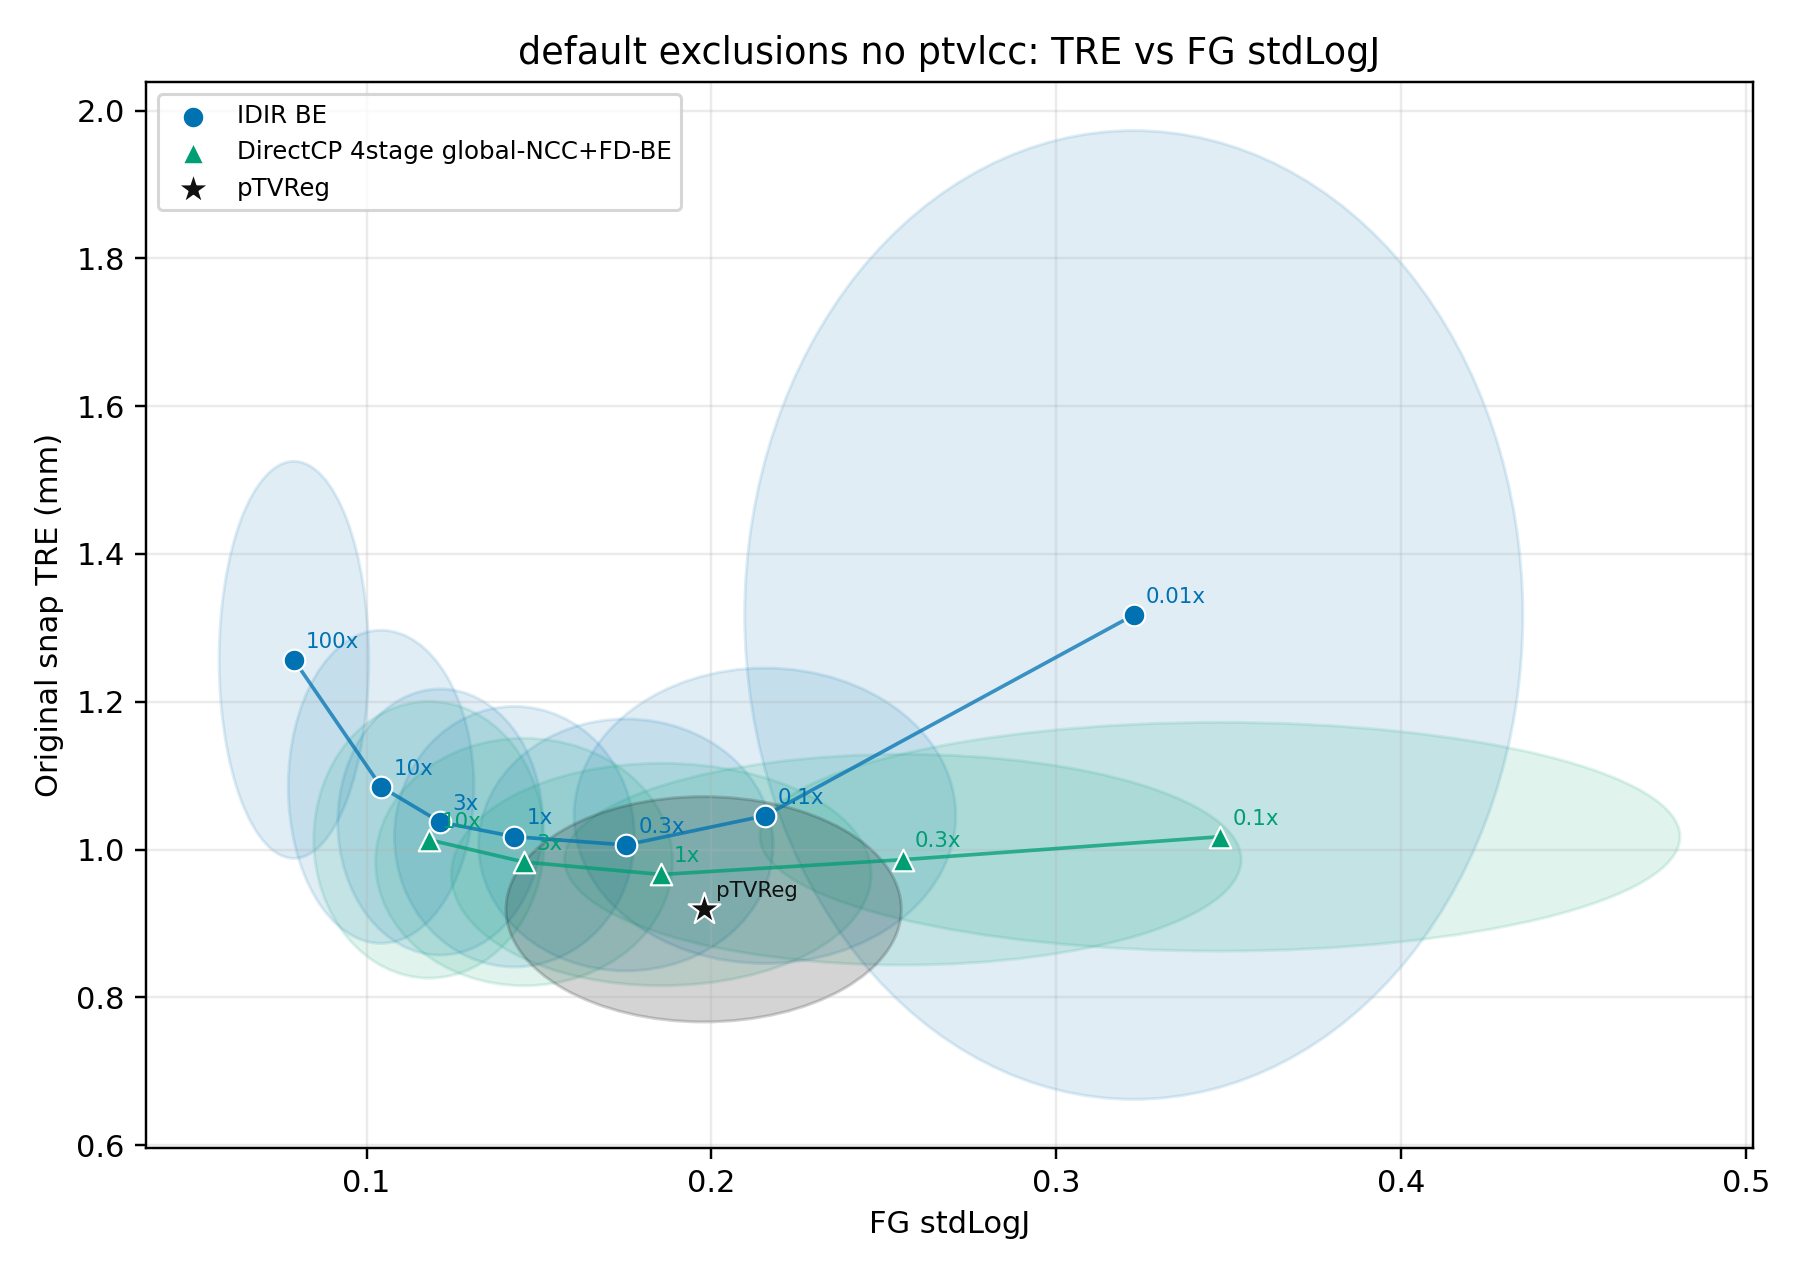 default exclusions no ptvlcc: TRE vs FG stdLogJ
IDIR BE
DirectCP 4stage global-NCC+FD-BE
pTVReg
Original snap TRE (mm)
2.0
1.8
1.6
1.4
1.2
1.0
0.8
0.6
100x
10x
3x
1x
0.3x
0.1x
0.01x
10x
3x
1x
0.3x
0.1x
pTVReg
0.1
0.2
0.3
0.4
0.5
FG stdLogJ